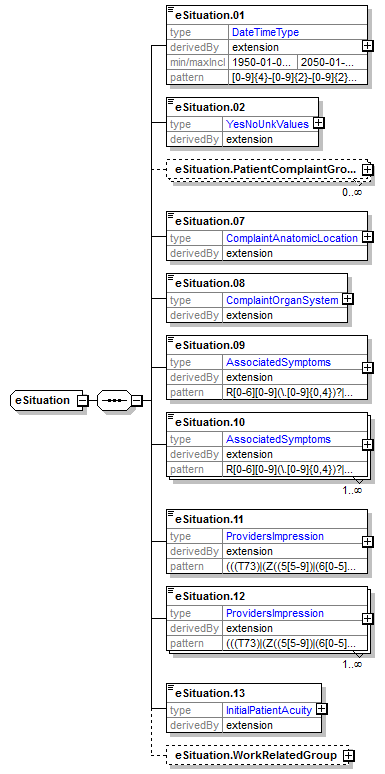 eSituation.01
type DateTimeType
derivedBy extension
min/maxIncl 1950-01-0... 2050-01-...
pattern [0-9]{4}-[0-9]{2}-[0-9]{2}...
eSituation.02
type YesNoUnkValues
derivedBy extension
eSituation.PatientComplaintGro...
0..∞
eSituation.07
type ComplaintAnatomicLocation
derivedBy extension
eSituation.08
type ComplaintOrganSystem
derivedBy extension
eSituation.09
type AssociatedSymptoms
derivedBy extension
pattern R[0-6][0-9](\.[0-9]{0,4})?|...
eSituation
eSituation.10
type AssociatedSymptoms
derivedBy extension
pattern R[0-6][0-9](\.[0-9]{0,4})?|...
1..∞
eSituation.11
type ProvidersImpression
derivedBy extension
pattern (((T73)|(Z((5[5-9])|(6[0-5]...
eSituation.12
type ProvidersImpression
derivedBy extension
pattern (((T73)|(Z((5[5-9])|(6[0-5]...
1..∞
eSituation.13
type InitialPatientAcuity
derivedBy extension
eSituation.WorkRelatedGroup